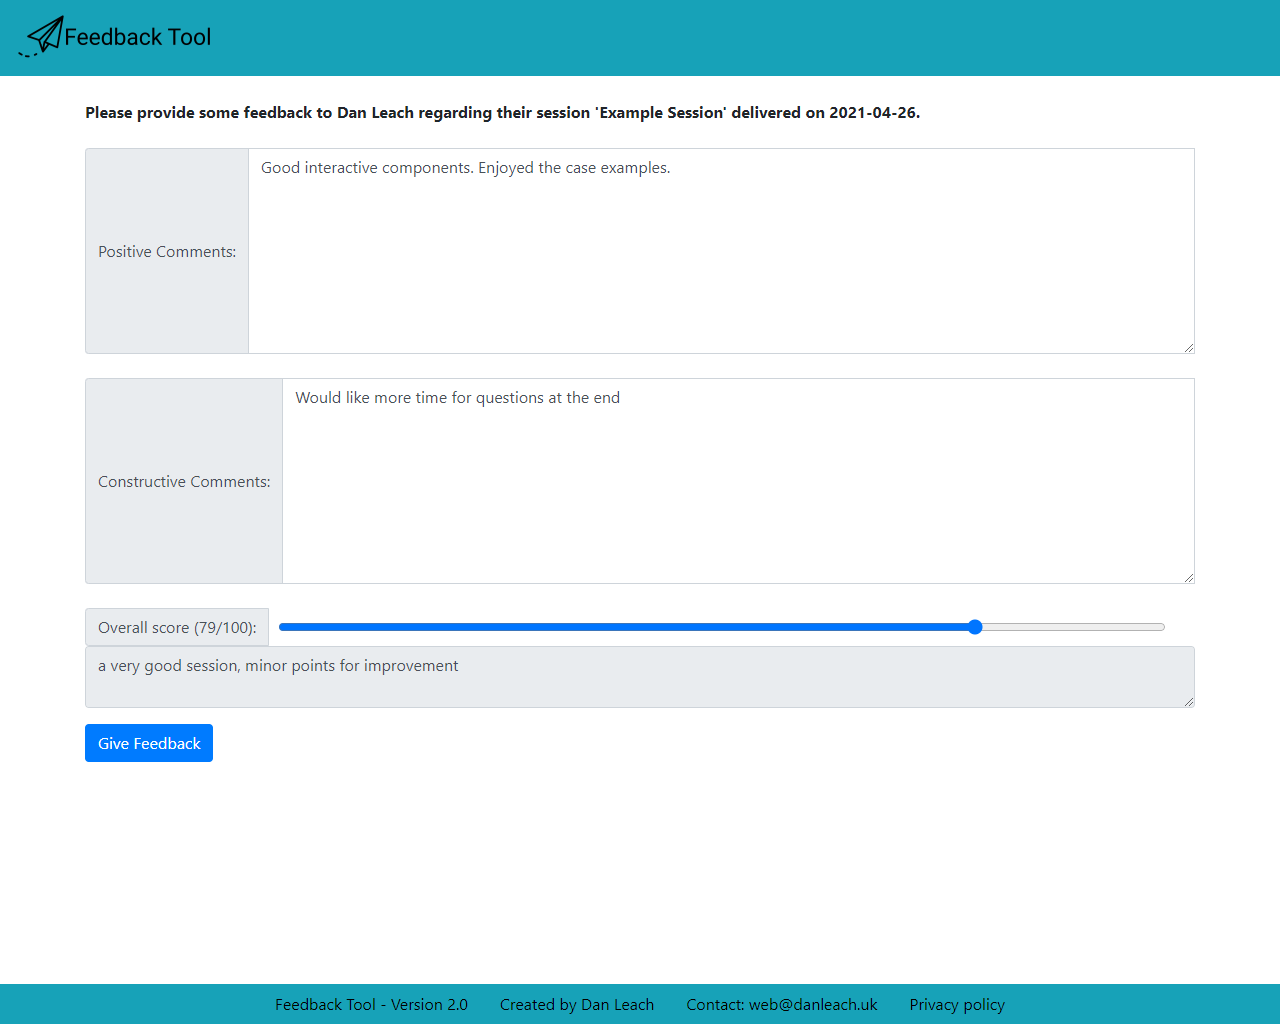 Feedback Tool
Please provide some feedback to Dan Leach regarding their session 'Example Session' delivered on 2021-04-26.
Positive Comments:
Good interactive components. Enjoyed the case examples.
Constructive Comments:
Would like more time for questions at the end
Overall score (79/100):
a very good session, minor points for improvement
Give Feedback
Feedback Tool - Version 2.0 Created by Dan Leach Contact: web@danleach.uk Privacy policy